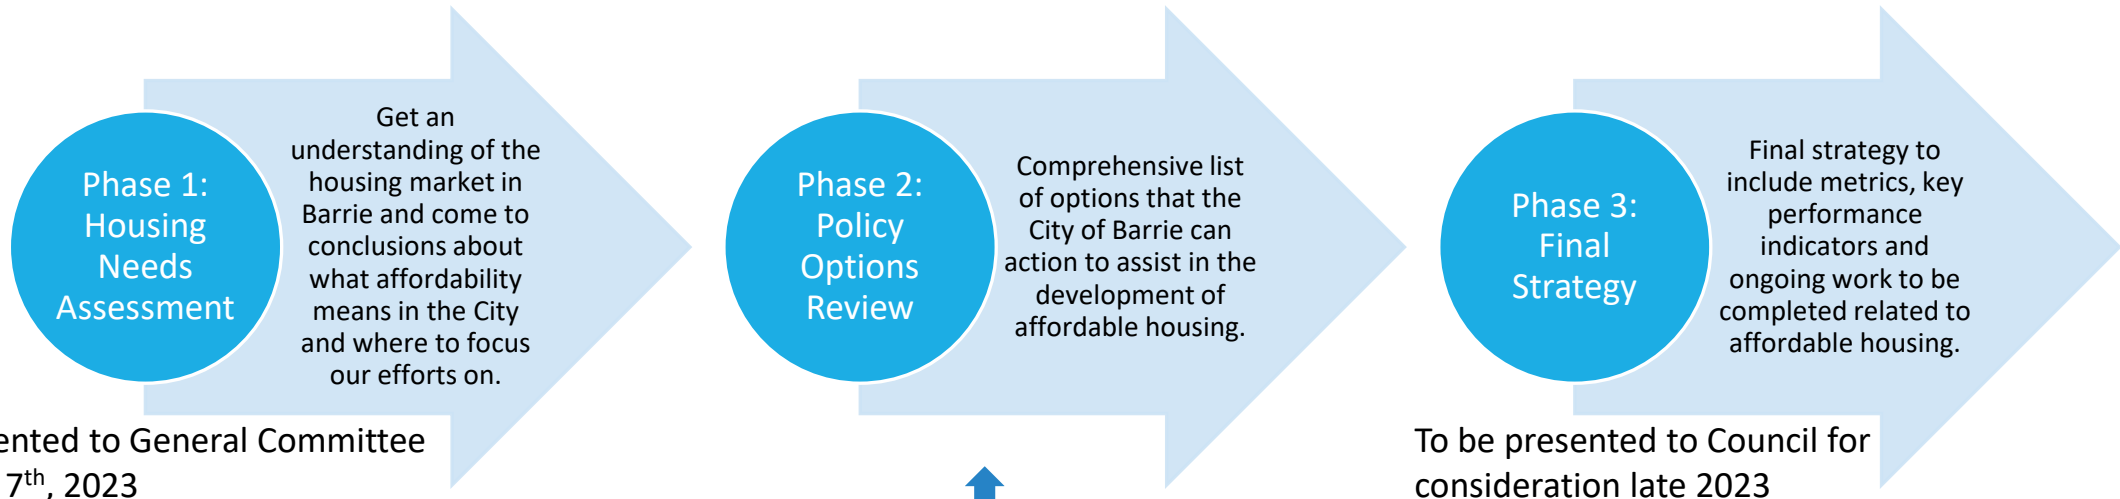 Phase 1:
Housing
Needs
Assessment
Get an
understanding of the
housing market in
Barrie and come to
conclusions about
what affordability
means in the City
and where to focus
our efforts on.
Phase 2:
Policy
Options
Review
Comprehensive list
of options that the
City of Barrie can
action to assist in the
development of
affordable housing.
Phase 3:
Final
Strategy
Final strategy to
include metrics, key
performance
indicators and
ongoing work to be
completed related to
affordable housing.
to General Committee
7th, 2023
To be presented to Council for
consideration late 2023